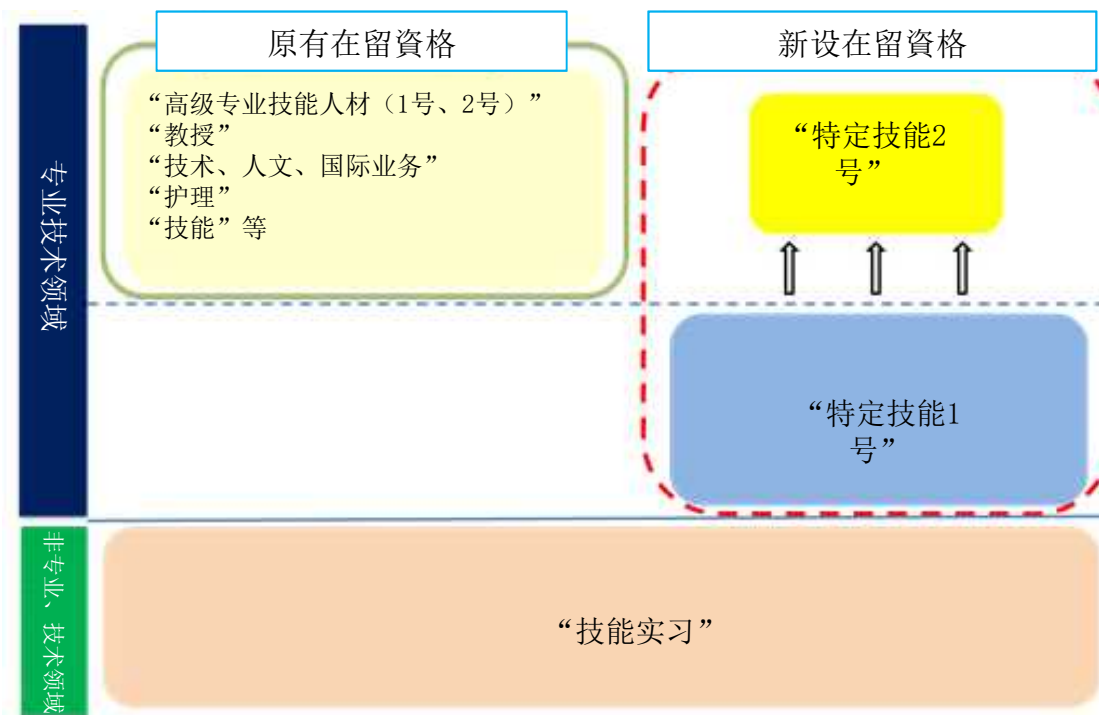 原有在留資格
新设在留資格
专业技术领域
“高级专业技能人材（1号、2号）”
“教授”
“技术、人文、国际业务”
“护理”
“技能”等
“特定技能2
号”
“特定技能1
号”
非专业、技术领域
“技能实习”